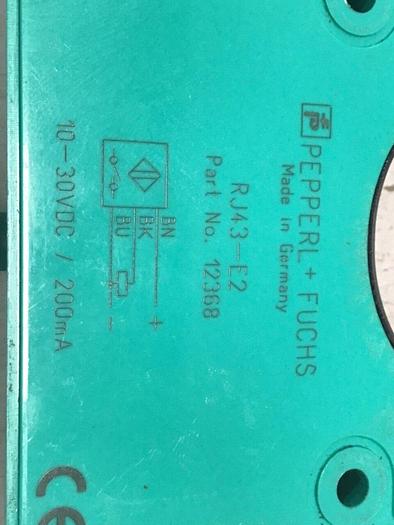 PEPPERL + FUCHS
Made in Germany
RJ43-E2
Part No. 12368
BN
BK
BU
+
-
10-30VDC / 200mA
CE